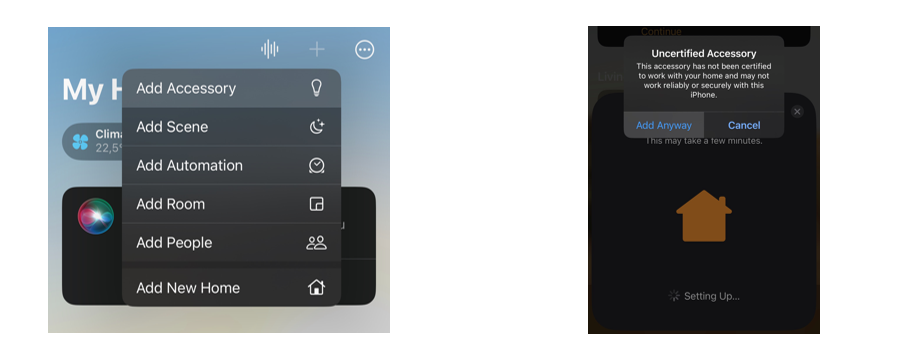 My H
Add Accessory
Add Scene
Clima
22,5°
Add Automation
Add Room
Add People
Add New Home
Continue
Uncertified Accessory
This accessory has not been certified
to work with your home and may not
work reliably or securely with this
iPhone.
Livin
Add Anyway
Cancel
This may take a few minutes.
Setting Up...